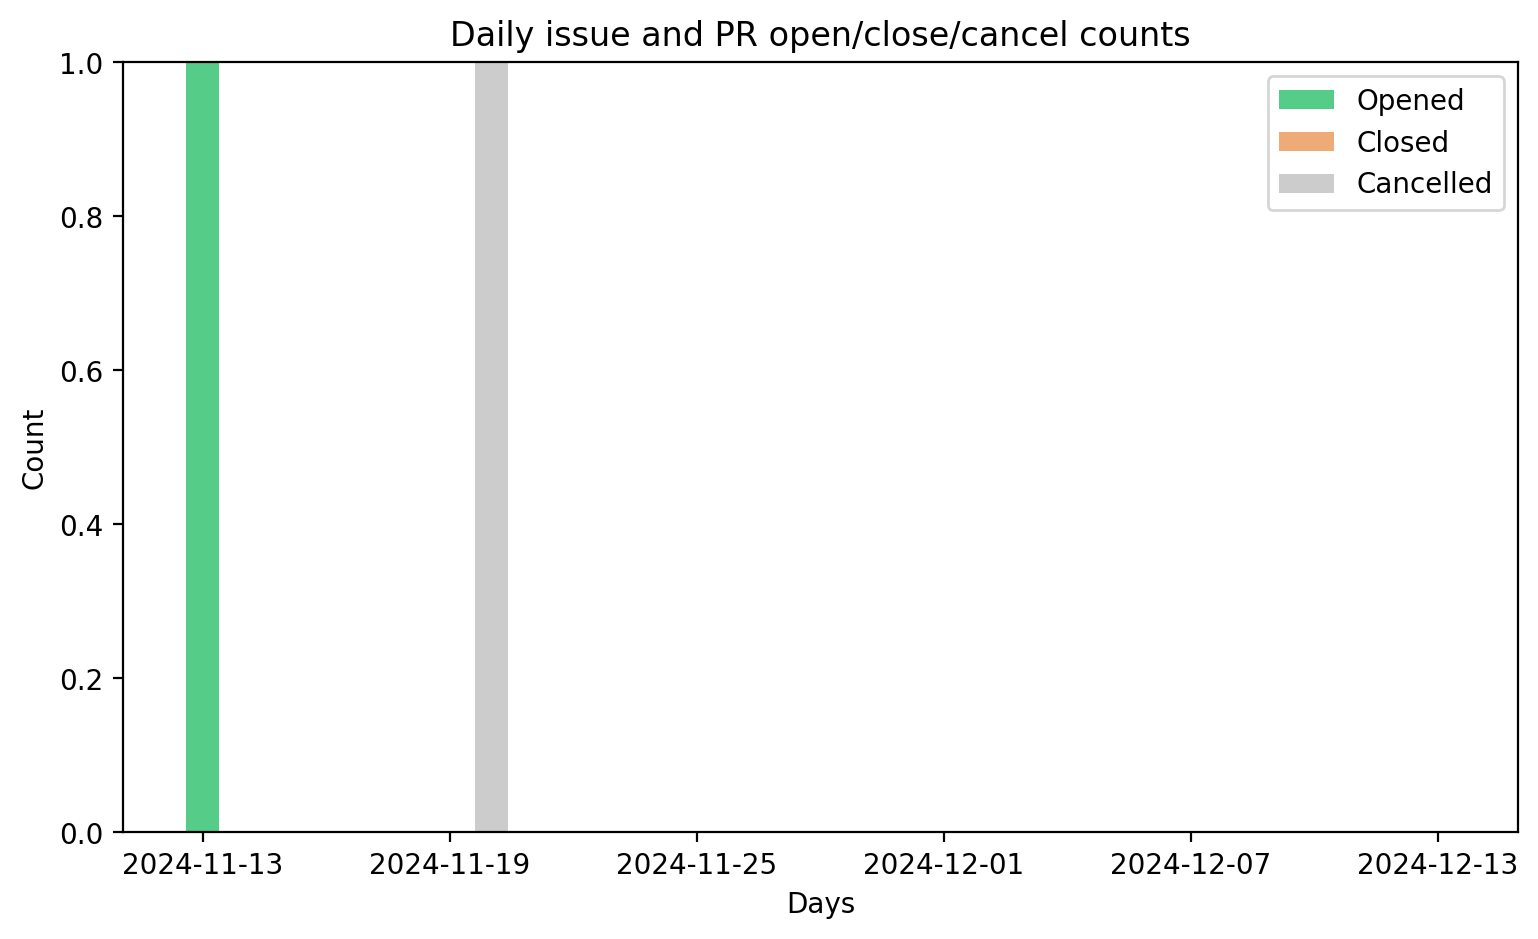 Daily issue and PR open/close/cancel counts
1.0
0.8
0.6
0.4
0.2
0.0
Count
Opened
Closed
Cancelled
2024-11-13 2024-11-19 2024-11-25 2024-12-01 2024-12-07 2024-12-13
Days